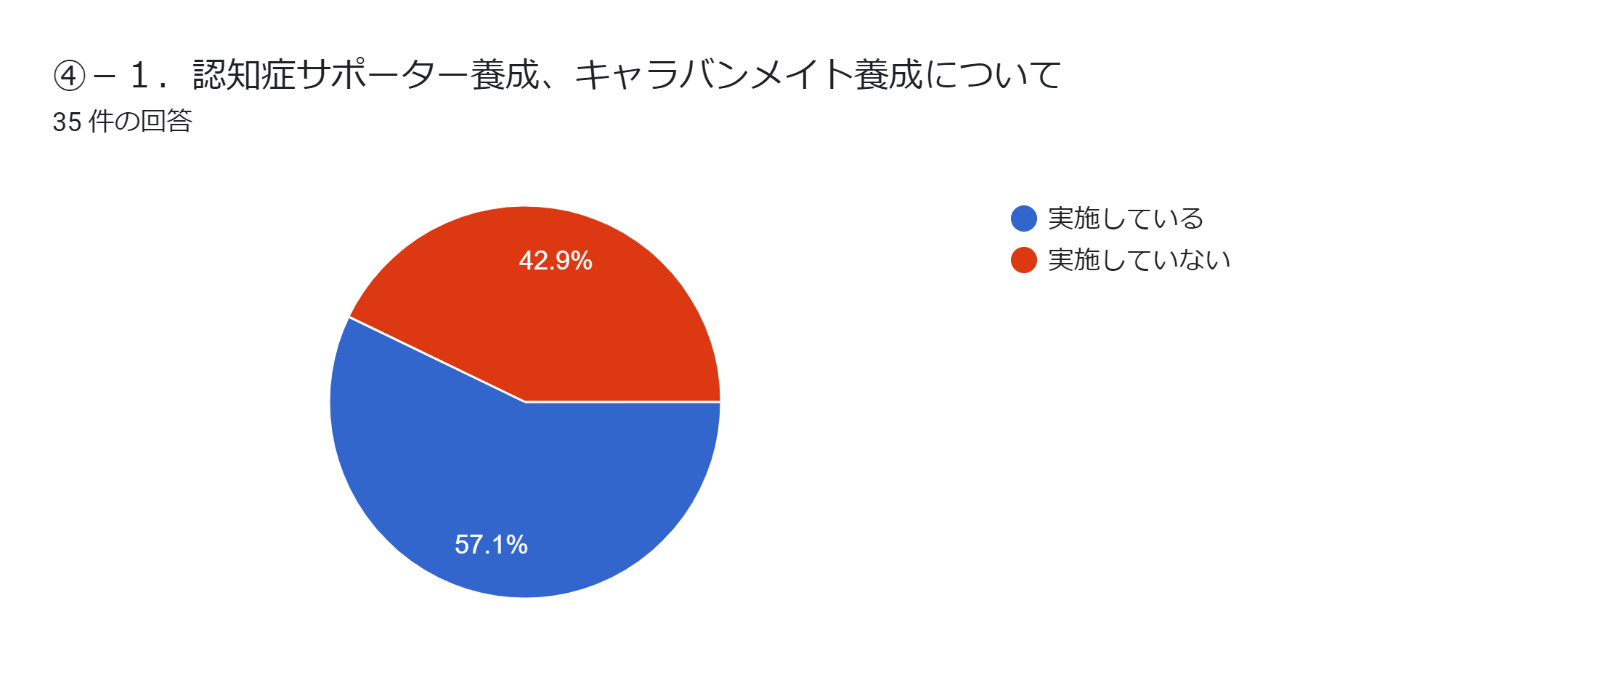 ④－１．認知症サポーター養成、キャラバンメイト養成について
35 件の回答
実施している
実施していない
42.9%
57.1%